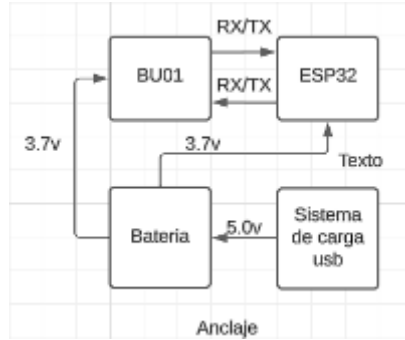 RX/TX
BU01
ESP32
RX/TX
3.7v
3.7v
Texto
Bateria
5.0v
Sistema
de carga
usb
Anclaje